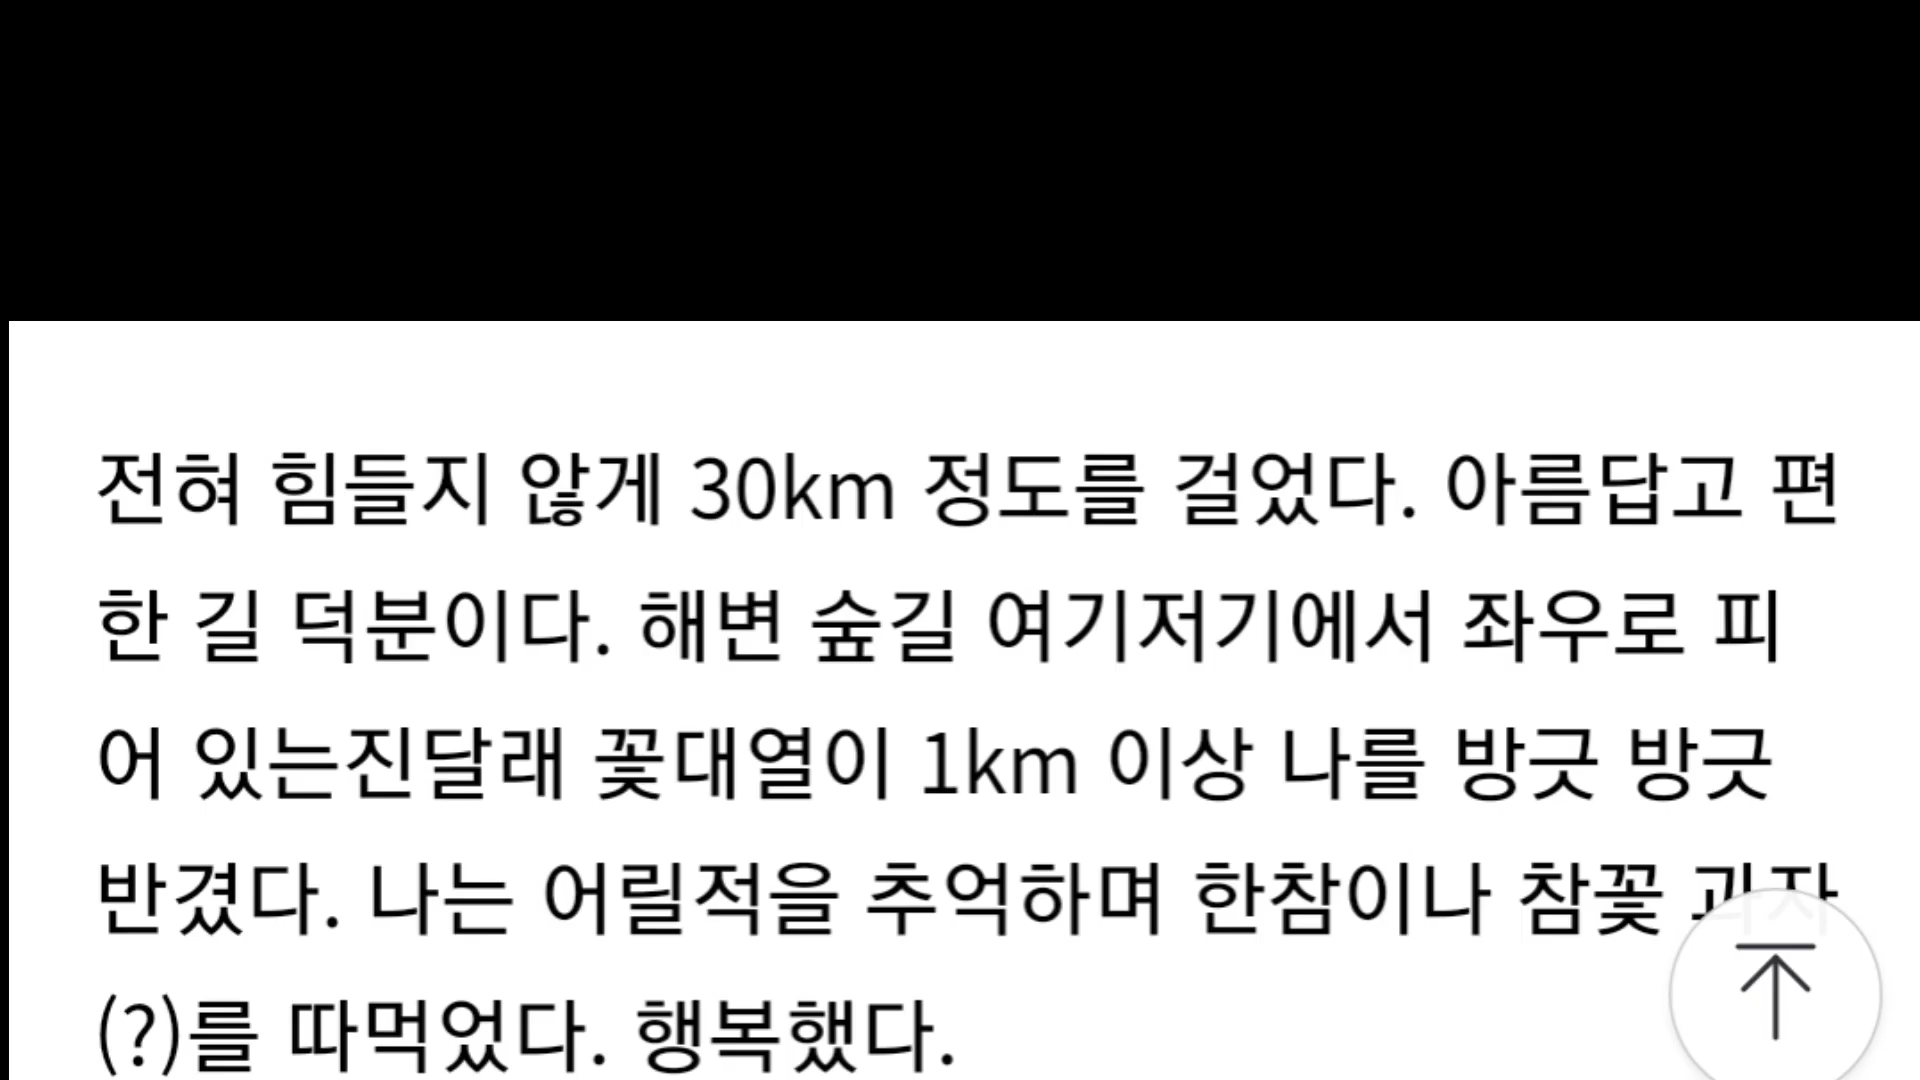 전혀 힘들지 않게 30km 정도를 걸었다. 아름답고 편
한 길 덕분이다. 해변 숲길 여기저기에서 좌우로 피
어 있는진달래 꽃대열이 1km 이상 나를 방긋 방긋
반겼다. 나는 어릴적을 추억하며 한참이나 참꽃 과자
(?)를 따먹었다. 행복했다.